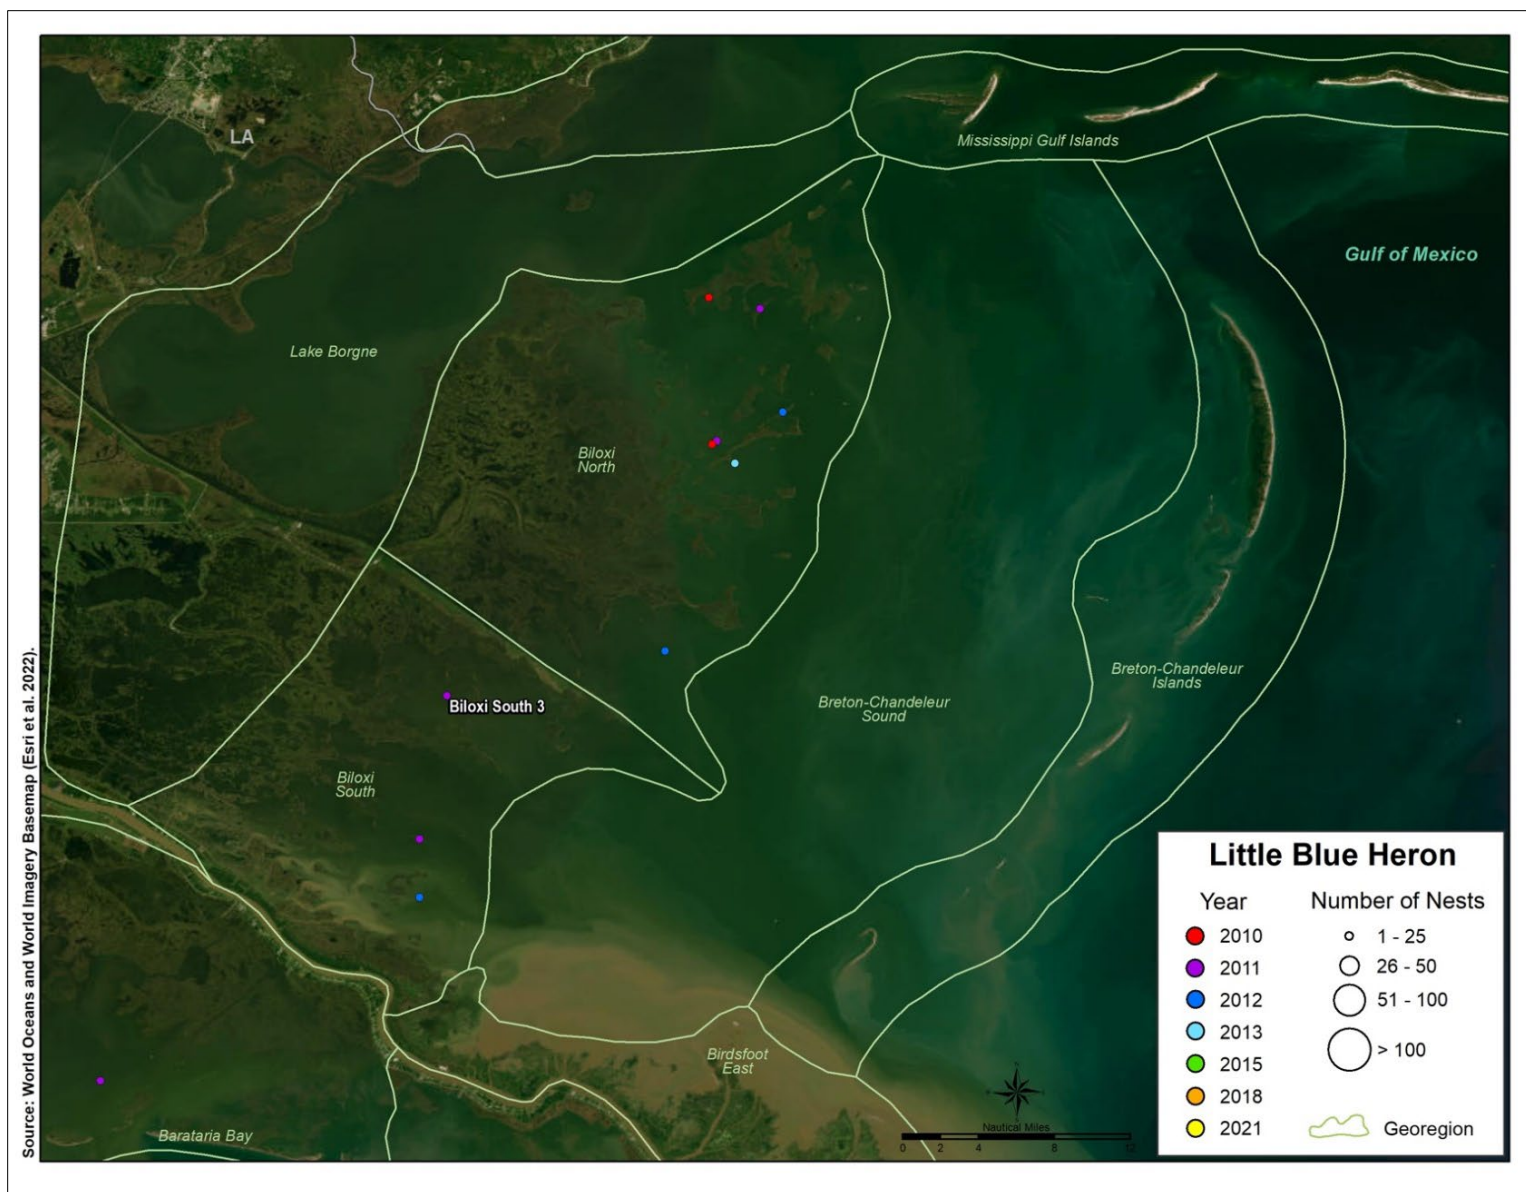 LA
Mississippi Gulf Islands
Gulf of Mexico
Lake Borgne
Biloxi
North
Breton-Chandeleur
Islands
Biloxi South 3
Breton-Chandeleur
Sound
Biloxi
South
Birdsfoot
East
Barataria Bay
Nautical Miles
0 2 4 8 12
Little Blue Heron
Year
2010
2011
2012
2013
2015
2018
2021
Number of Nests
1 - 25
26 - 50
51 - 100
> 100
Georegion
Source: World Oceans and World Imagery Basemap (Esri et al. 2022).